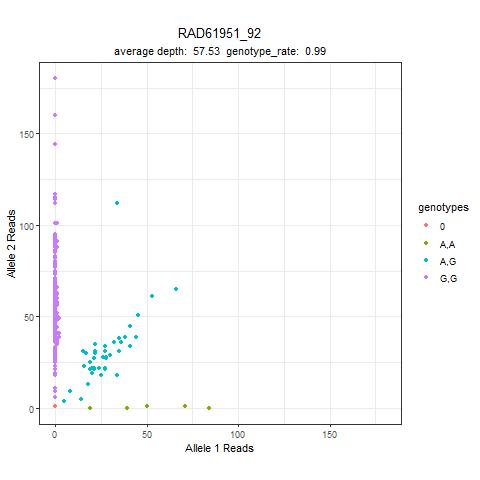 RAD61951_92
average depth:  57.53  genotype_rate:  0.99
Allele 2 Reads
150
100
50
0
0
50
100
150
Allele 1 Reads
genotypes
0
A,A
A,G
G,G